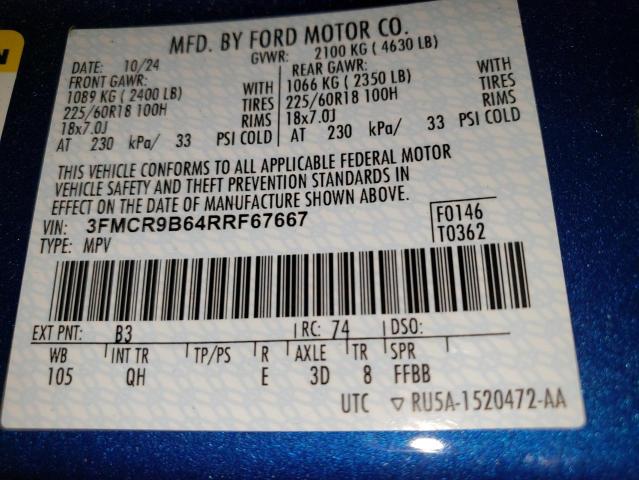 MFD. BY FORD MOTOR CO.
DATE: 10/24 GVWR: 2100 KG ( 4630 LB)
FRONT GAWR: REAR GAWR:
1089 KG ( 2400 LB) WITH 1066 KG ( 2350 LB) WITH
225/60R18 100H TIRES 225/60R18 100H TIRES
18x7.0J RIMS 18x7.0J RIMS
AT 230 kPa/ 33 PSI COLD AT 230 kPa/ 33 PSI COLD
THIS VEHICLE CONFORMS TO ALL APPLICABLE FEDERAL MOTOR
VEHICLE SAFETY AND THEFT PREVENTION STANDARDS IN
EFFECT ON THE DATE OF MANUFACTURE SHOWN ABOVE.
VIN: 3FMCR9B64RRF67667 F0146
TYPE: MPV T0362
EXT PNT: B3 RC: 74 DSO:
WB INT TR TP/PS R AXLE TR SPR
105 QH E 3D 8 FFBB
UTC ▽ RU5A-1520472-AA